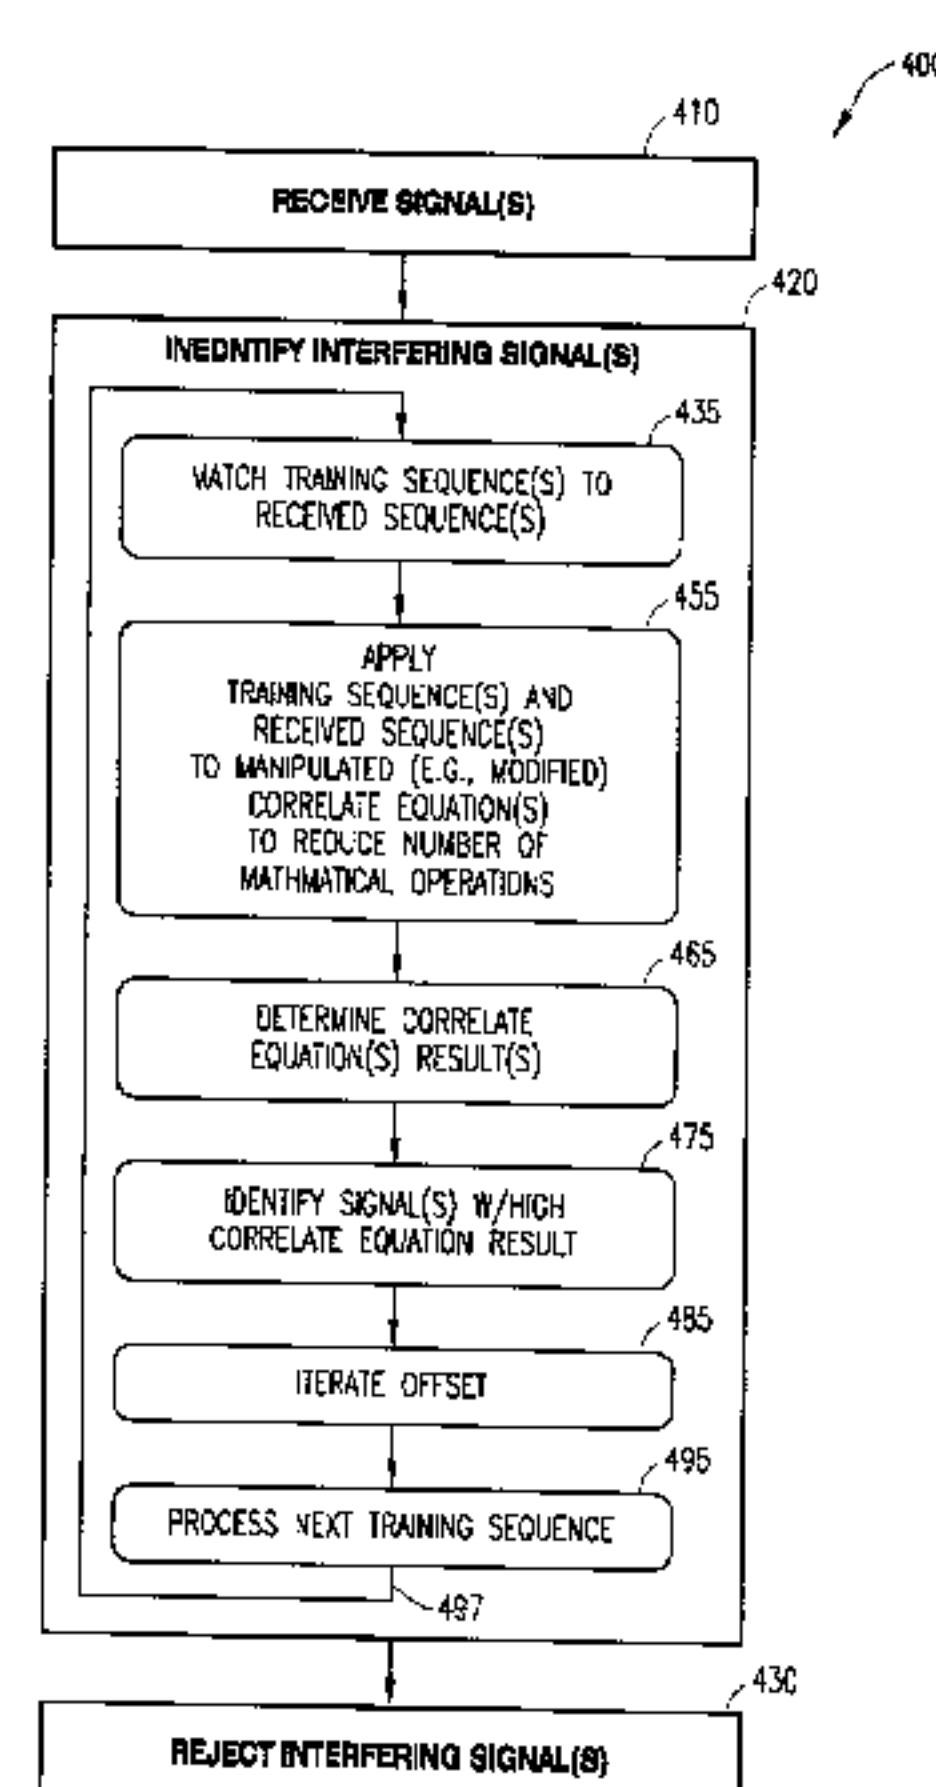 400
410
RECEIVE SIGNAL(S)
420
INEDNTIFY INTERFERING SIGNAL(S)
435
MATCH TRAINING SEQUENCE(S) TO
RECEIVED SEQUENCE(S)
455
APPLY
TRAINING SEQUENCE(S) AND
RECEIVED SEQUENCE(S)
TO MANIPULATED (E.G., MODIFIED)
CORRELATE EQUATION(S)
TO REDUCE NUMBER OF
MATHMATICAL OPERATIONS
465
DETERMINE CORRELATE
EQUATION(S) RESULT(S)
475
IDENTIFY SIGNAL(S) W/HIGH
CORRELATE EQUATION RESULT
485
ITERATE OFFSET
495
PROCESS NEXT TRAINING SEQUENCE
497
430
REJECT INTERFERING SIGNAL(S)